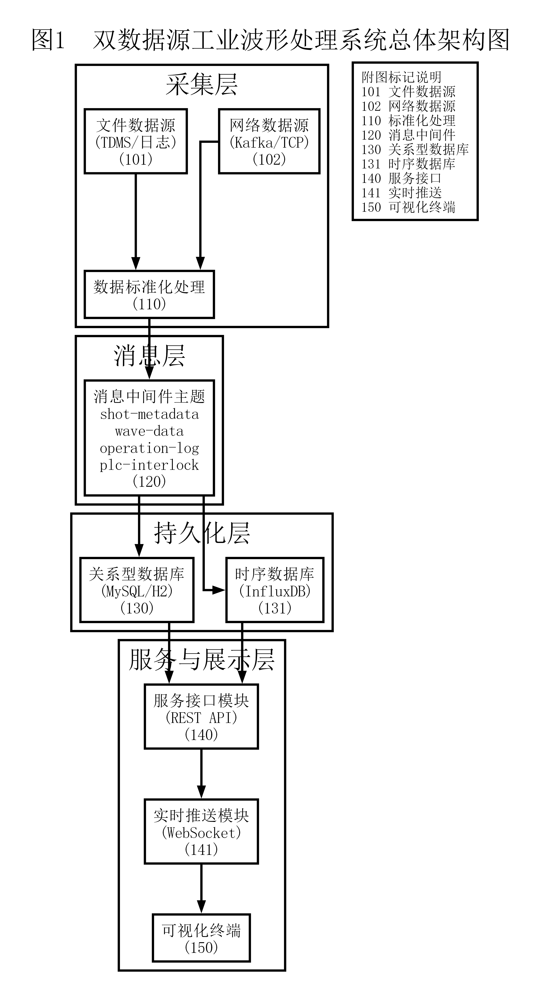 图1 双数据源工业波形处理系统总体架构图
采集层
文件数据源
(TDMS/日志)
(101)
网络数据源
(Kafka/TCP)
(102)
数据标准化处理
(110)
附图标记说明
101 文件数据源
102 网络数据源
110 标准化处理
120 消息中间件
130 关系型数据库
131 时序数据库
140 服务接口
141 实时推送
150 可视化终端
消息层
消息中间件主题
shot-metadata
wave-data
operation-log
plc-interlock
(120)
持久化层
关系型数据库
(MySQL/H2)
(130)
时序数据库
(InfluxDB)
(131)
服务与展示层
服务接口模块
(REST API)
(140)
实时推送模块
(WebSocket)
(141)
可视化终端
(150)